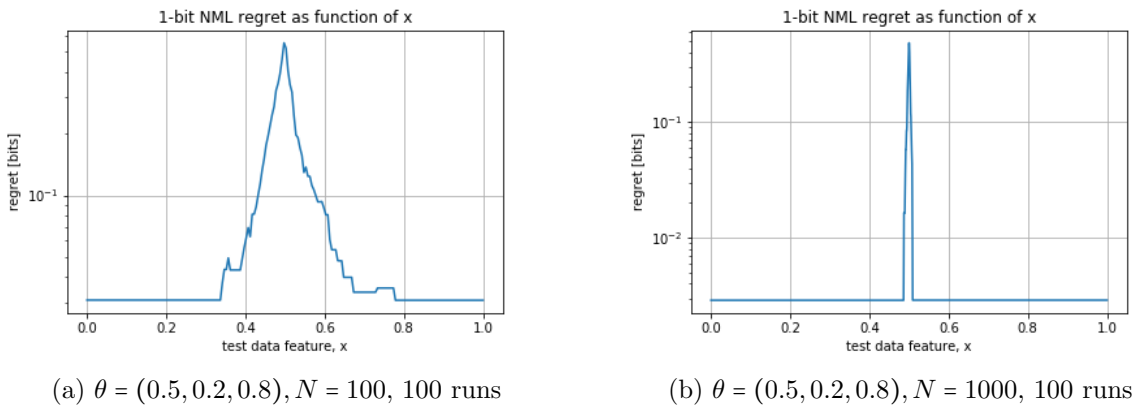 1-bit NML regret as function of x
regret [bits]
10⁻¹
0.0 0.2 0.4 0.6 0.8 1.0
test data feature, x
(a) θ = (0.5, 0.2, 0.8), N = 100, 100 runs
1-bit NML regret as function of x
regret [bits]
10⁻¹
10⁻²
0.0 0.2 0.4 0.6 0.8 1.0
test data feature, x
(b) θ = (0.5, 0.2, 0.8), N = 1000, 100 runs